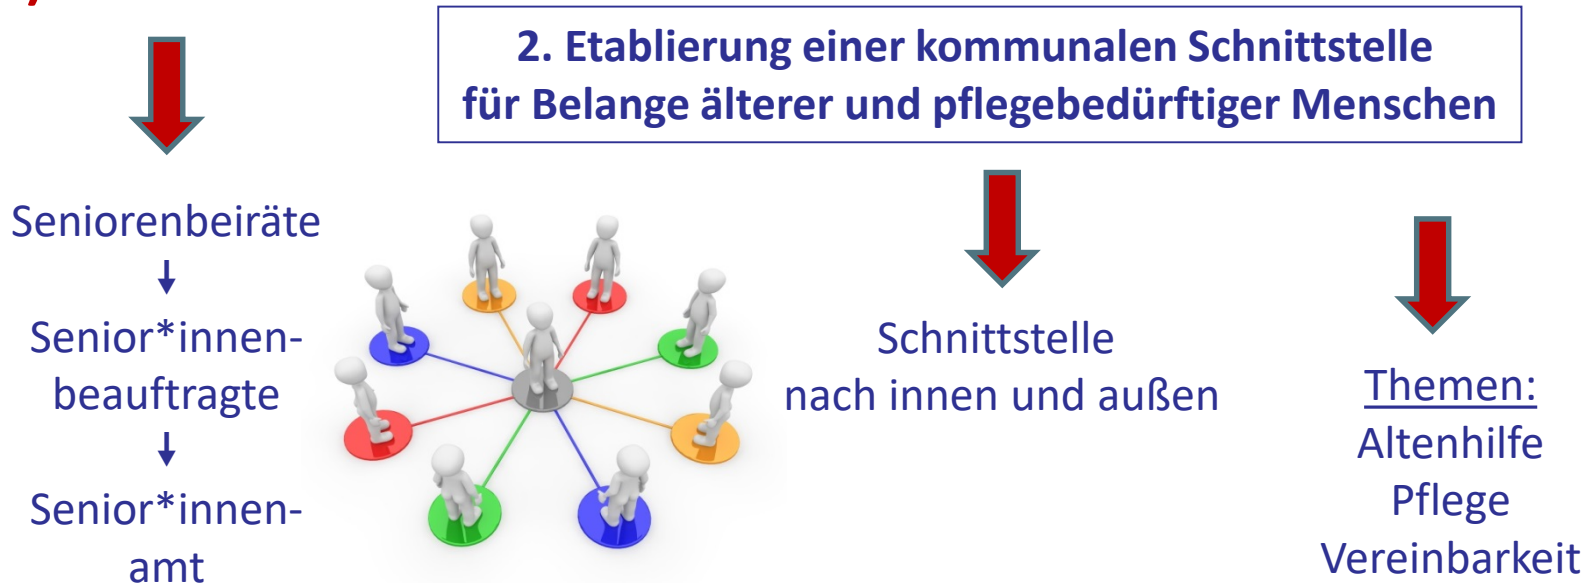 2. Etablierung einer kommunalen Schnittstelle
für Belange älterer und pflegebedürftiger Menschen
Seniorenbeiräte
↓
Senior*innen-
beauftragte
↓
Senior*innen-
amt
Schnittstelle
nach innen und außen
Themen:
Altenhilfe
Pflege
Vereinbarkeit